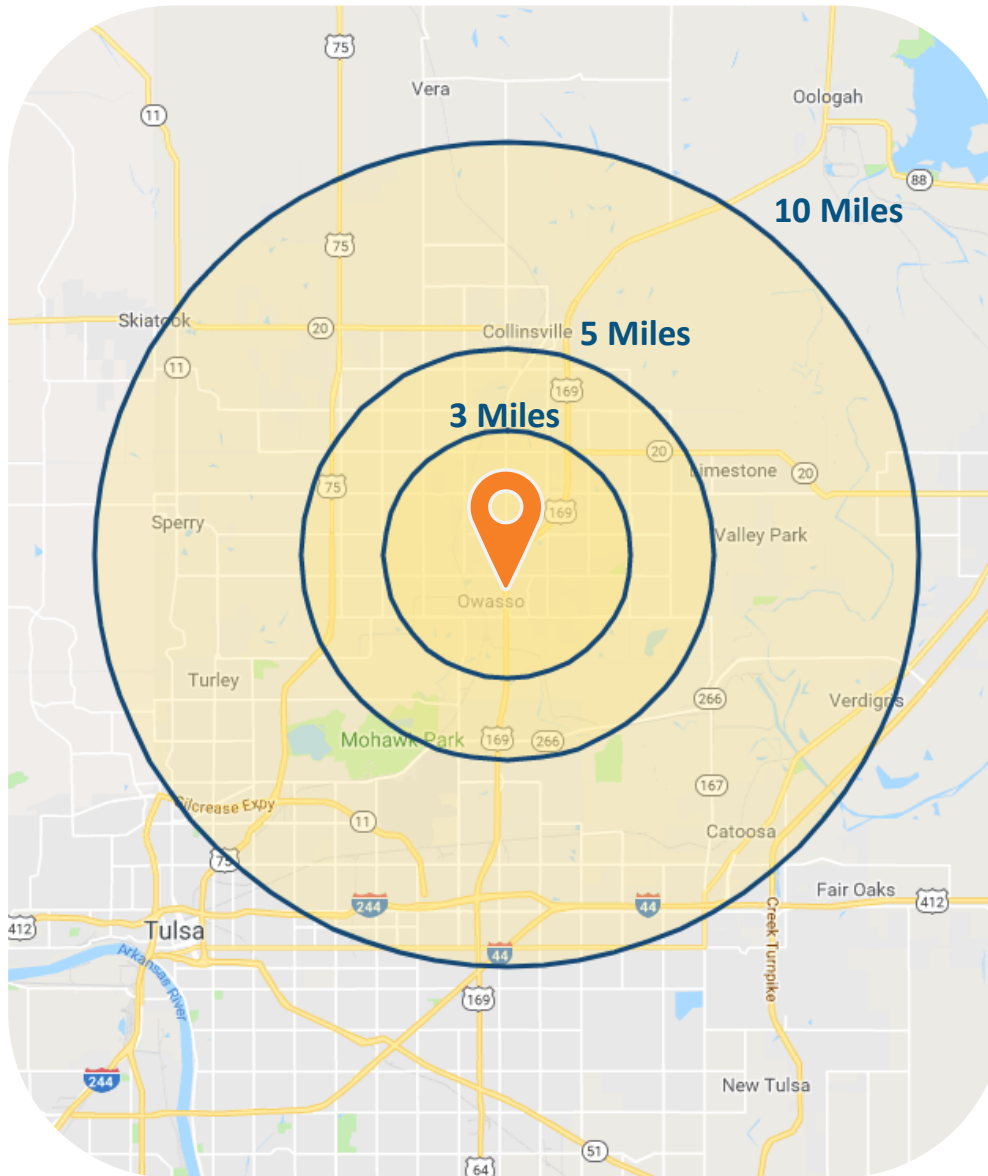 75
Vera
Oologah
11
88
10 Miles
75
Skiatook
20
Collinsville
5 Miles
11
169
3 Miles
20
Limestone
20
75
169
Sperry
Valley Park
Owasso
Turley
266
Verdigris
Mohawk Park
169
266
167
Gilcrease Expy
11
Catoosa
75
244
44
Fair Oaks
412
412
Tulsa
44
Creek Turnpike
Arkansas River
169
244
New Tulsa
51
64